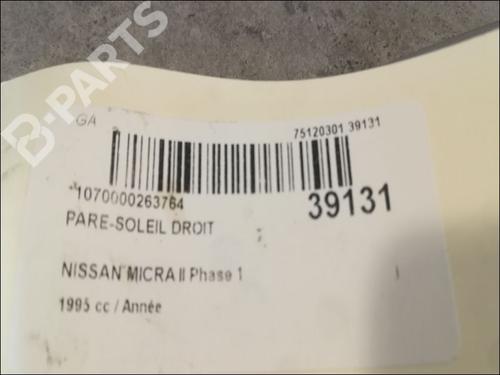 B-PARTS
GA
75120301 39131
*1070000263764
39131
PARE-SOLEIL DROIT
NISSAN MICRA II Phase 1
1995 cc / Année